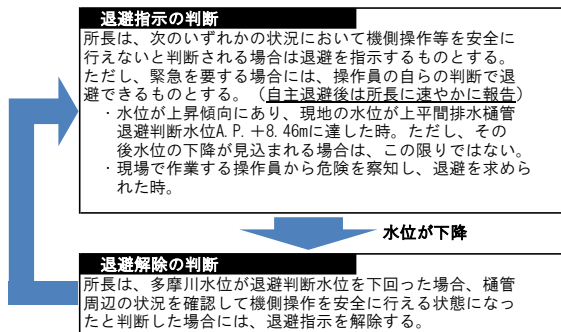 退避指示の判断
所長は、次のいずれかの状況において機側操作等を安全に
行えないと判断される場合は退避を指示するものとする。
ただし、緊急を要する場合には、操作員の自らの判断で退
避できるものとする。（自主退避後は所長に速やかに報告）
・水位が上昇傾向にあり、現地の水位が上平間排水樋管
退避判断水位A.P.＋8.46mに達した時。ただし、その
後水位の下降が見込まれる場合は、この限りではない。
・現場で作業する操作員から危険を察知し、退避を求めら
れた時。
水位が下降
退避解除の判断
所長は、多摩川水位が退避判断水位を下回った場合、樋管
周辺の状況を確認して機側操作を安全に行える状態になっ
たと判断した場合には、退避指示を解除する。